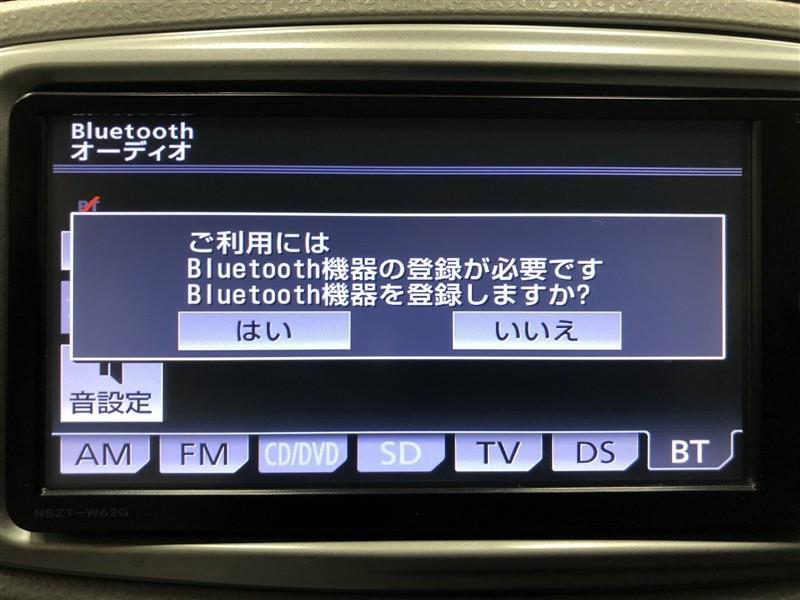 Bluetooth
オーディオ
BT
ご利用には
Bluetooth機器の登録が必要です
Bluetooth機器を登録しますか?
はい
いいえ
音設定
AM
FM
CD/DVD
SD
TV
DS
BT
NSZT-W62G